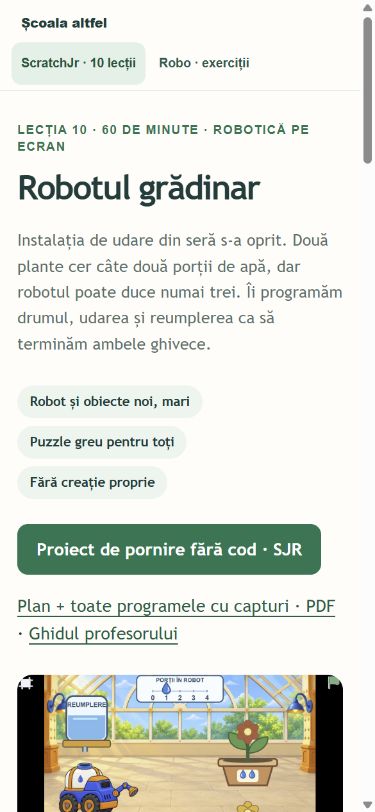 Școala altfel
ScratchJr · 10 lecții
Robo · exerciții
LECȚIA 10 · 60 DE MINUTE · ROBOTICĂ PE
ECRAN
Robotul grădinar
Instalația de udare din seră s-a oprit. Două
plante cer câte două porții de apă, dar
robotul poate duce numai trei. Îi programăm
drumul, udarea și reumplerea ca să
terminăm ambele ghivece.
Robot și obiecte noi, mari
Puzzle greu pentru toți
Fără creație proprie
Proiect de pornire fără cod · SJR
Plan + toate programele cu capturi · PDF
· Ghidul profesorului
PORȚII ÎN ROBOT
REUMPLERE
0 1 2 3 4